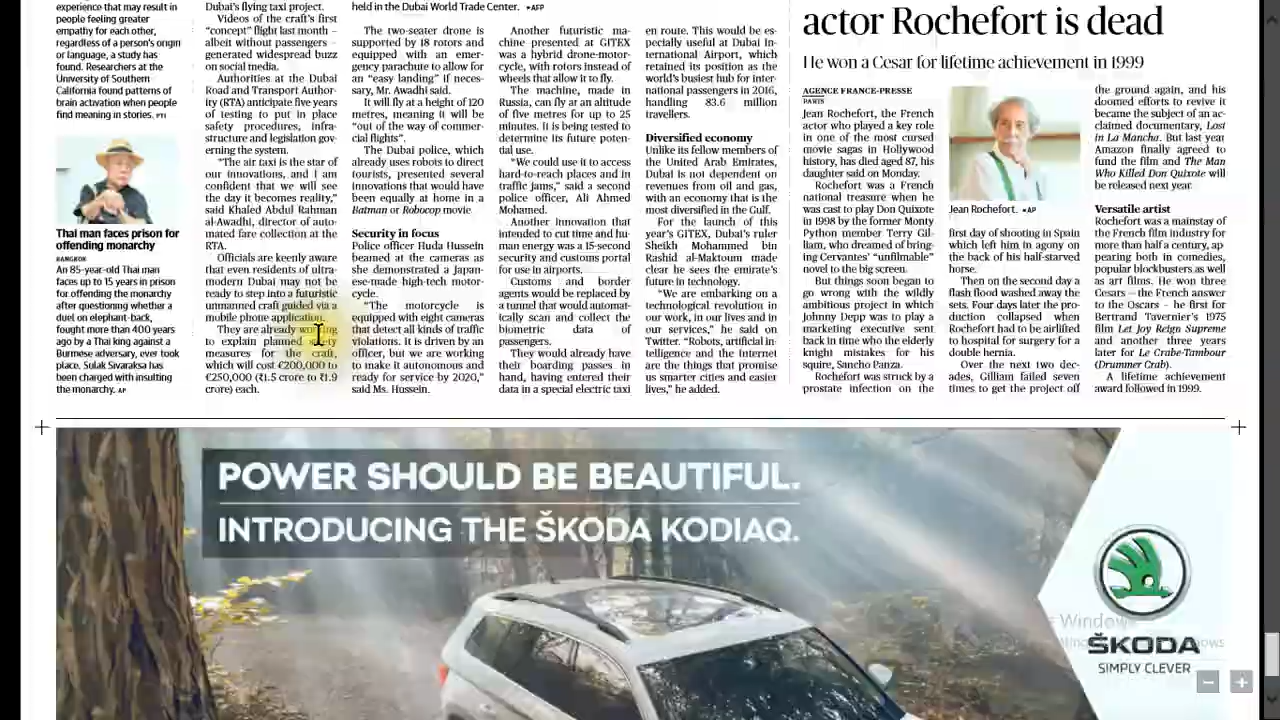 experience that may result in
people feeling greater
empathy for each other,
regardless of a person's origin
or language, a study has
found. Researchers at the
University of Southern
California found patterns of
brain activation when people
find meaning in stories. PTI
Thai man faces prison for
offending monarchy
BANGKOK
An 85-year-old Thai man
faces up to 15 years in prison
for offending the monarchy
after questioning whether a
duel on elephant-back,
fought more than 400 years
ago by a Thai king against a
Burmese adversary, ever took
place. Sulak Sivaraksa has
been charged with insulting
the monarchy. AP
Dubai's flying taxi project.
Videos of the craft's first
"concept" flight last month –
albeit without passengers –
generated widespread buzz
on social media.
Authorities at the Dubai
Road and Transport Author-
ity (RTA) anticipate five years
of testing to put in place
safety procedures, infra-
structure and legislation gov-
erning the system.
"The air taxi is the star of
our innovations, and I am
confident that we will see
the day it becomes reality,"
said Khaled Abdul Rahman
al-Awadhi, director of auto-
mated fare collection at the
RTA.
Officials are keenly aware
that even residents of ultra-
modern Dubai may not be
ready to step into a futuristic
unmanned craft guided via a
mobile phone application.
They are already working
to explain planned safety
measures for the craft,
which will cost €200,000 to
€250,000 (₹1.5 crore to ₹1.9
crore) each.
held in the Dubai World Trade Center. •AFP
The two-seater drone is
supported by 18 rotors and
equipped with an emer-
gency parachute to allow for
an "easy landing" if neces-
sary, Mr. Awadhi said.
It will fly at a height of 120
metres, meaning it will be
"out of the way of commer-
cial flights".
The Dubai police, which
already uses robots to direct
tourists, presented several
innovations that would have
been equally at home in a
Batman or Robocop movie
Security in focus
Police officer Huda Hussein
beamed at the cameras as
she demonstrated a Japan-
ese-made high-tech motor-
cycle.
"The motorcycle is
equipped with eight cameras
that detect all kinds of traffic
violations. It is driven by an
officer, but we are working
to make it autonomous and
ready for service by 2020,"
said Ms. Hussein.
Another futuristic ma-
chine presented at GITEX
was a hybrid drone-motor-
cycle, with rotors instead of
wheels that allow it to fly.
The machine, made in
Russia, can fly at an altitude
of five metres for up to 25
minutes. It is being tested to
determine its future poten-
tial use.
"We could use it to access
hard-to-reach places and in
traffic jams," said a second
police officer, Ali Ahmed
Mohamed.
Another innovation that
intended to cut time and hu-
man energy was a 15-second
security and customs portal
for use in airports.
Customs and border
agents would be replaced by
a tunnel that would automat-
ically scan and collect the
biometric data of
passengers.
They would already have
their boarding passes in
hand, having entered their
data in a special electric taxi
en route. This would be es-
pecially useful at Dubai In-
ternational Airport, which
retained its position as the
world's busiest hub for inter-
national passengers in 2016,
handling 83.6 million
travellers.
Diversified economy
Unlike its fellow members of
the United Arab Emirates,
Dubai is not dependent on
revenues from oil and gas,
with an economy that is the
most diversified in the Gulf.
For the launch of this
year's GITEX, Dubai's ruler
Sheikh Mohammed bin
Rashid al-Maktoum made
clear he sees the emirate's
future in technology.
"We are embarking on a
technological revolution in
our work, in our lives and in
our services," he said on
Twitter. "Robots, artificial in-
telligence and the Internet
are the things that promise
us smarter cities and easier
lives," he added.
actor Rochefort is dead
He won a Cesar for lifetime achievement in 1999
AGENCE FRANCE-PRESSE
PARIS
Jean Rochefort, the French
actor who played a key role
in one of the most cursed
movie sagas in Hollywood
history, has died aged 87, his
daughter said on Monday.
Rochefort was a French
national treasure when he
was cast to play Don Quixote
in 1998 by the former Monty
Python member Terry Gil-
liam, who dreamed of bring-
ing Cervantes' "unfilmable"
novel to the big screen.
But things soon began to
go wrong with the wildly
ambitious project in which
Johnny Depp was to play a
marketing executive sent
back in time who the elderly
knight mistakes for his
squire, Sancho Panza.
Rochefort was struck by a
prostate infection on the
Jean Rochefort. •AP
first day of shooting in Spain
which left him in agony on
the back of his half-starved
horse.
Then on the second day a
flash flood washed away the
sets. Four days later the pro-
duction collapsed when
Rochefort had to be airlifted
to hospital for surgery for a
double hernia.
Over the next two dec-
ades, Gilliam failed seven
times to get the project off
the ground again, and his
doomed efforts to revive it
became the subject of an ac-
claimed documentary, Lost
in La Mancha. But last year
Amazon finally agreed to
fund the film and The Man
Who Killed Don Quixote will
be released next year.
Versatile artist
Rochefort was a mainstay of
the French film industry for
more than half a century, ap-
pearing both in comedies,
popular blockbusters as well
as art films. He won three
Cesars – the French answer
to the Oscars – he first for
Bertrand Tavernier's 1975
film Let Joy Reign Supreme
and another three years
later for Le Crabe-Tambour
(Drummer Crab).
A lifetime achievement
award followed in 1999.
POWER SHOULD BE BEAUTIFUL.
INTRODUCING THE ŠKODA KODIAQ.
ŠKODA
SIMPLY CLEVER